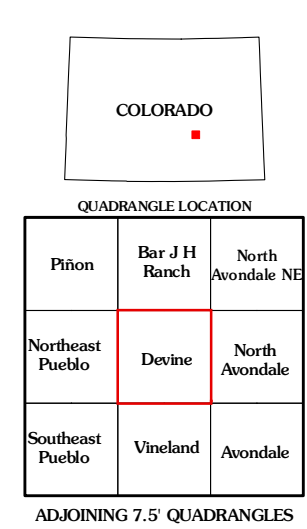 COLORADO
QUADRANGLE LOCATION
Piñon
Bar J H
Ranch
North
Avondale NE
Northeast
Pueblo
Devine
North
Avondale
Southeast
Pueblo
Vineland
Avondale
ADJOINING 7.5' QUADRANGLES